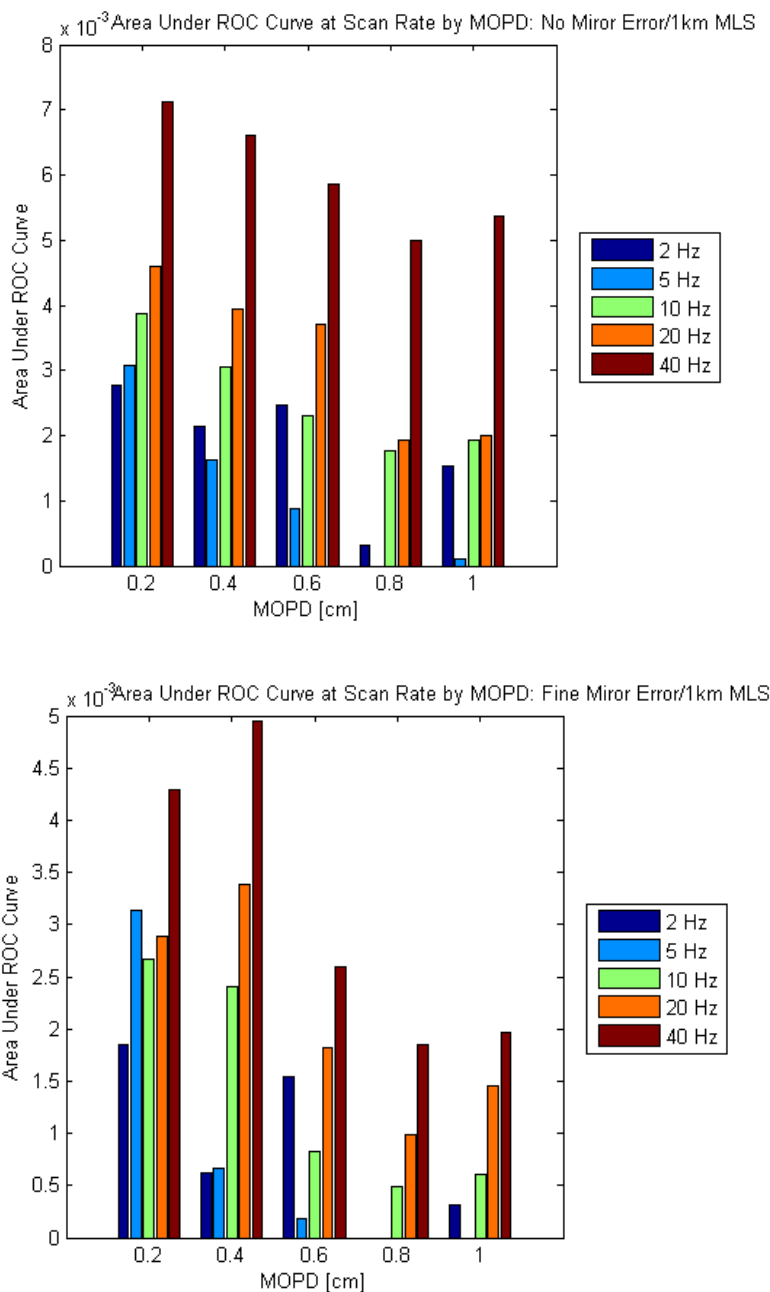 x 10-3 Area Under ROC Curve at Scan Rate by MOPD: No Miror Error/1km MLS
8
7
6
5
4
3
2
1
0
Area Under ROC Curve
0.2 0.4 0.6 0.8 1
MOPD [cm]
2 Hz
5 Hz
10 Hz
20 Hz
40 Hz
x 10-3 Area Under ROC Curve at Scan Rate by MOPD: Fine Miror Error/1km MLS
5
4.5
4
3.5
3
2.5
2
1.5
1
0.5
0
Area Under ROC Curve
0.2 0.4 0.6 0.8 1
MOPD [cm]
2 Hz
5 Hz
10 Hz
20 Hz
40 Hz